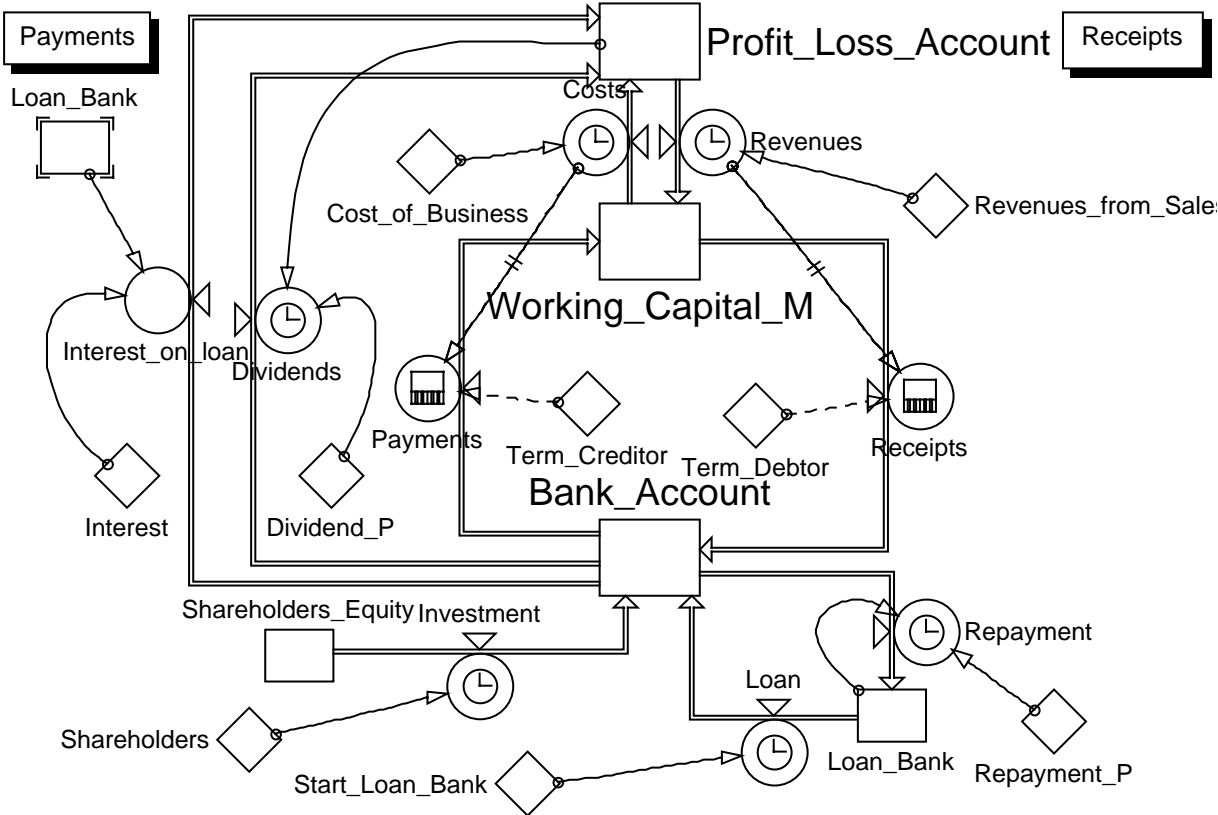 Payments
Profit_Loss_Account
Receipts
Loan_Bank
Costs
Revenues
Cost_of_Business
Revenues_from_Sales
Working_Capital_M
Interest_on_loan
Dividends
Payments
Term_Creditor
Term_Debtor
Receipts
Interest
Dividend_P
Bank_Account
Shareholders_Equity
Investment
Repayment
Loan
Shareholders
Start_Loan_Bank
Loan_Bank
Repayment_P